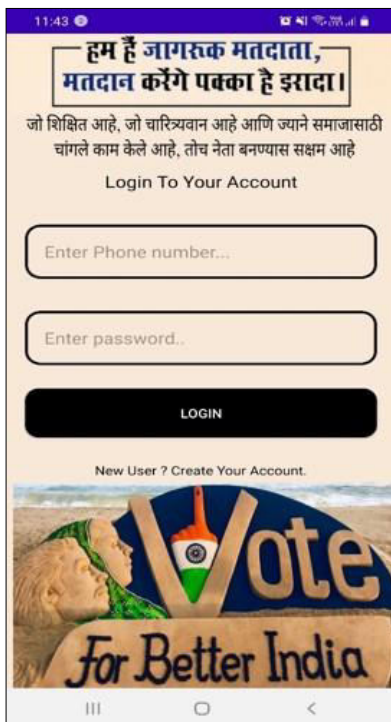 11:43
हम हैं जागरूक मतदाता,
मतदान करेंगे पक्का है इरादा।
जो शिक्षित आहे, जो चारित्र्यवान आहे आणि ज्याने समाजासाठी
चांगले काम केले आहे, तोच नेता बनण्यास सक्षम आहे
Login To Your Account
Enter Phone number...
Enter password..
LOGIN
New User ? Create Your Account.
Vote
For Better India